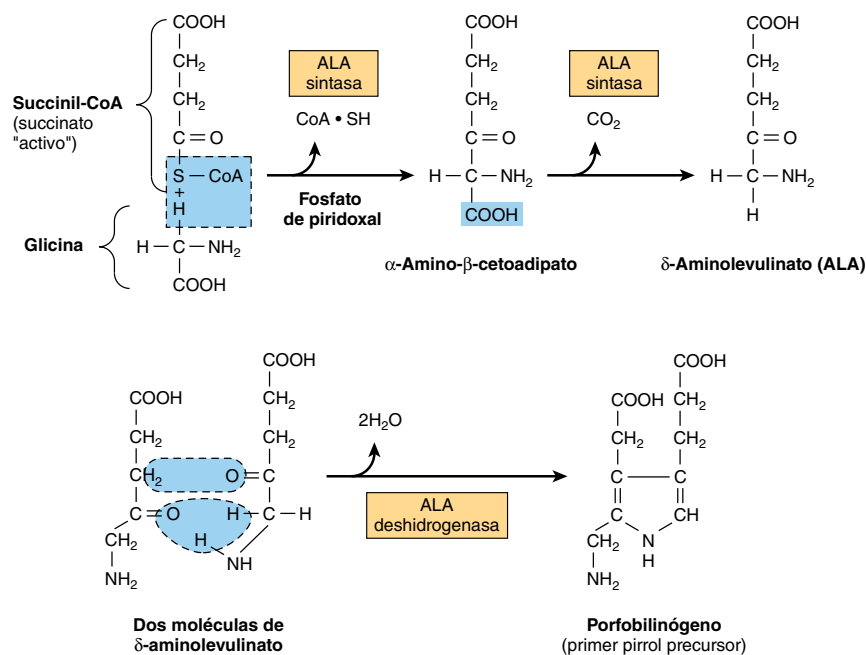 COOH
CH2
CH2
C=O
S—CoA
+
H
H—C—NH2
COOH
Succinil-CoA
(succinato
"activo")
Glicina
ALA
sintasa
CoA • SH
Fosfato
de piridoxal
COOH
CH2
CH2
C=O
H—C—NH2
COOH
α-Amino-β-cetoadipato
ALA
sintasa
CO2
COOH
CH2
CH2
C=O
H—C—NH2
H
δ-Aminolevulinato (ALA)
COOH
CH2
CH2
C=O
CH2
NH2
COOH
CH2
CH2
O=C
H—C—H
H
NH
Dos moléculas de
δ-aminolevulinato
2H2O
ALA
deshidrogenasa
COOH
CH2
COOH
CH2
CH2
C
C
C
CH
N
H
CH2
NH2
Porfobilinógeno
(primer pirrol precursor)